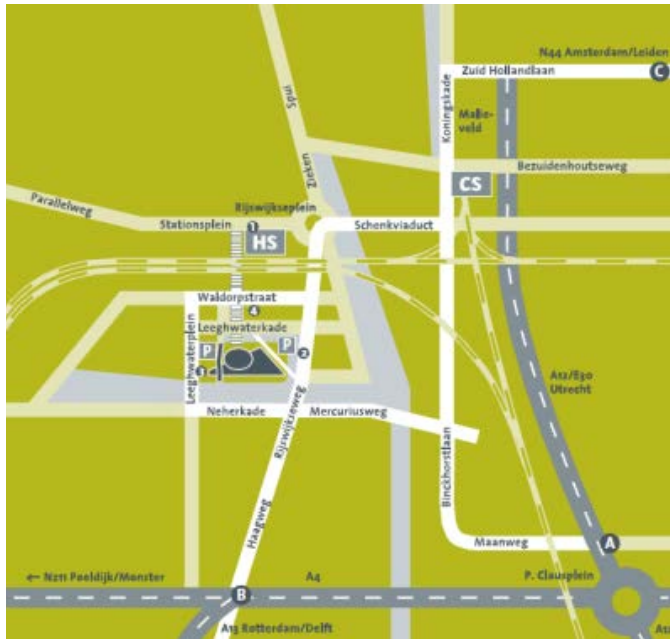 N44 Amsterdam/Leiden
Zuid Hollandlaan
C
Spui
Koningskade
Malie-
veld
Zieken
Bezuidenhoutseweg
CS
Parallelweg
Rijswijkseplein
Stationsplein
1
HS
Schenkviaduct
Waldorpstraat
4
Leeghwaterkade
Leeghwaterplein
P
P
2
3
A12/E30
Utrecht
Neherkade
Mercuriusweg
Rijswijkseweg
Binckhorstlaan
Haagweg
Maanweg
A
← N211 Poeldijk/Monster
A4
P. Clausplein
B
A13 Rotterdam/Delft